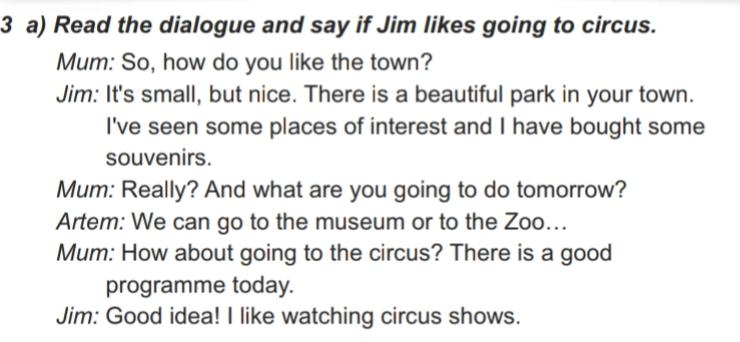 3 a) Read the dialogue and say if Jim likes going to circus.
Mum: So, how do you like the town?
Jim: It's small, but nice. There is a beautiful park in your town.
I've seen some places of interest and I have bought some
souvenirs.
Mum: Really? And what are you going to do tomorrow?
Artem: We can go to the museum or to the Zoo...
Mum: How about going to the circus? There is a good
programme today.
Jim: Good idea! I like watching circus shows.